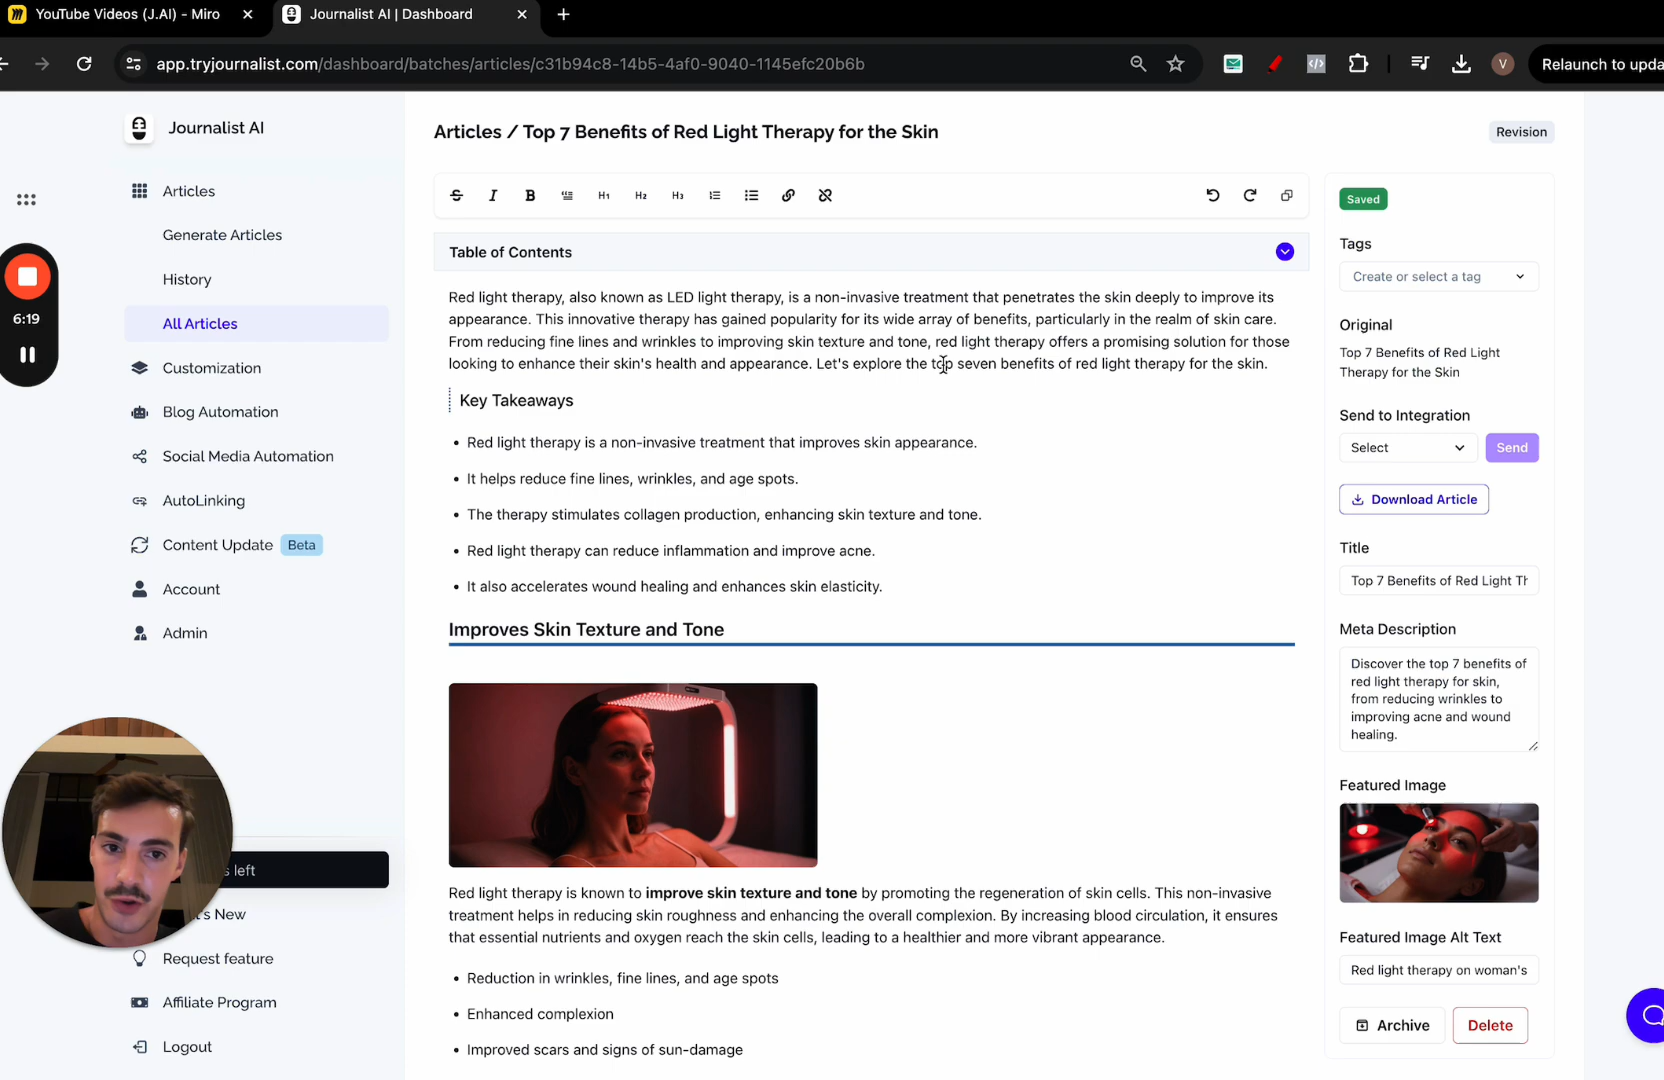 YouTube Videos (J.AI) - Miro
Journalist AI | Dashboard
app.tryjournalist.com/dashboard/batches/articles/c31b94c8-14b5-4af0-9040-1145efc20b6b
V
Relaunch to upda
6:19
Journalist AI
Articles
Generate Articles
History
All Articles
Customization
Blog Automation
Social Media Automation
AutoLinking
Content Update Beta
Account
Admin
s left
t's New
Request feature
Affiliate Program
Logout
Articles / Top 7 Benefits of Red Light Therapy for the Skin
Revision
H1 H2 H3
Table of Contents
Red light therapy, also known as LED light therapy, is a non-invasive treatment that penetrates the skin deeply to improve its
appearance. This innovative therapy has gained popularity for its wide array of benefits, particularly in the realm of skin care.
From reducing fine lines and wrinkles to improving skin texture and tone, red light therapy offers a promising solution for those
looking to enhance their skin's health and appearance. Let's explore the top seven benefits of red light therapy for the skin.
Key Takeaways
• Red light therapy is a non-invasive treatment that improves skin appearance.
• It helps reduce fine lines, wrinkles, and age spots.
• The therapy stimulates collagen production, enhancing skin texture and tone.
• Red light therapy can reduce inflammation and improve acne.
• It also accelerates wound healing and enhances skin elasticity.
Improves Skin Texture and Tone
Red light therapy is known to improve skin texture and tone by promoting the regeneration of skin cells. This non-invasive
treatment helps in reducing skin roughness and enhancing the overall complexion. By increasing blood circulation, it ensures
that essential nutrients and oxygen reach the skin cells, leading to a healthier and more vibrant appearance.
• Reduction in wrinkles, fine lines, and age spots
• Enhanced complexion
• Improved scars and signs of sun-damage
Saved
Tags
Create or select a tag
Original
Top 7 Benefits of Red Light
Therapy for the Skin
Send to Integration
Select
Send
Download Article
Title
Top 7 Benefits of Red Light Th
Meta Description
Discover the top 7 benefits of
red light therapy for skin,
from reducing wrinkles to
improving acne and wound
healing.
Featured Image
Featured Image Alt Text
Red light therapy on woman's
Archive
Delete